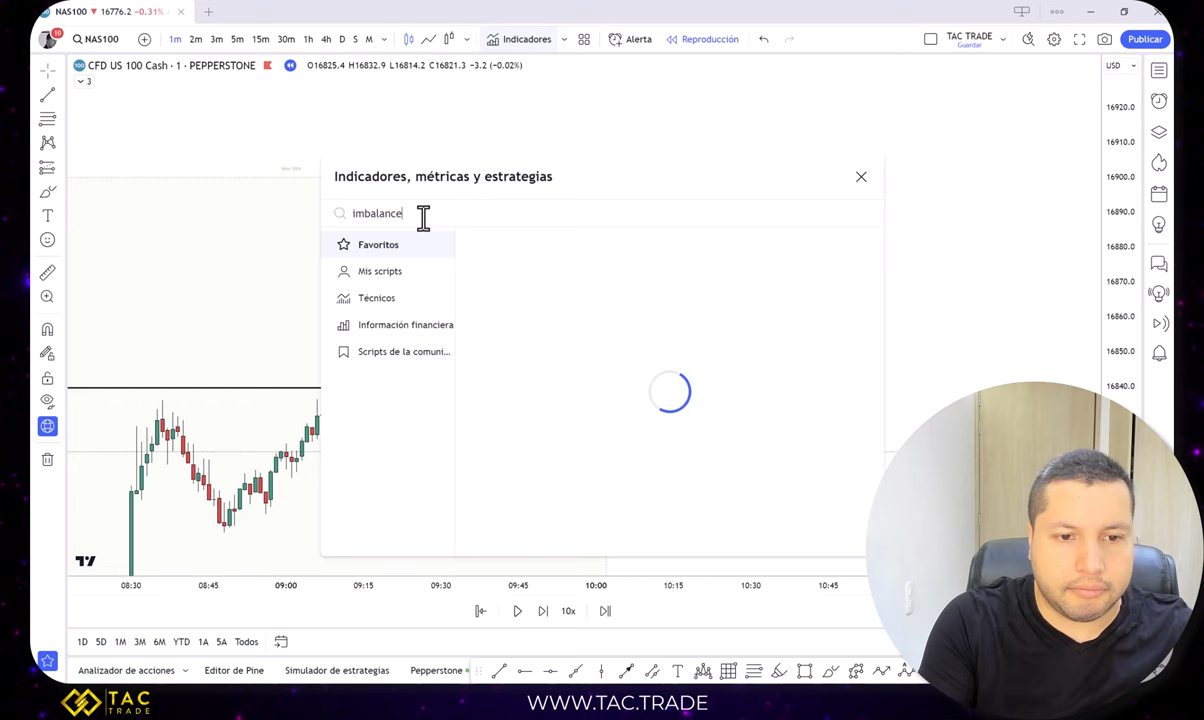 NAS100 ▼ 16776.2 −0.31%
10
NAS100
1m 2m 3m 5m 15m 30m 1h 4h D S M
Indicadores
Alerta
Reproducción
TAC TRADE
Guardar
Publicar
100 CFD US 100 Cash · 1 · PEPPERSTONE
O16825.4 H16832.9 L16814.2 C16821.3 −3.2 (−0.02%)
USD
3
16920.0
16910.0
16900.0
16890.0
16880.0
16870.0
16860.0
16850.0
16840.0
Indicadores, métricas y estrategias
imbalance
Favoritos
Mis scripts
Técnicos
Información financiera
Scripts de la comuni...
08:30 08:45 09:00 09:15 09:30 09:45 10:00 10:15 10:30 10:45
10x
1D 5D 1M 3M 6M YTD 1A 5A Todos
Analizador de acciones
Editor de Pine
Simulador de estrategias
Pepperstone
TAC
TRADE
WWW.TAC.TRADE